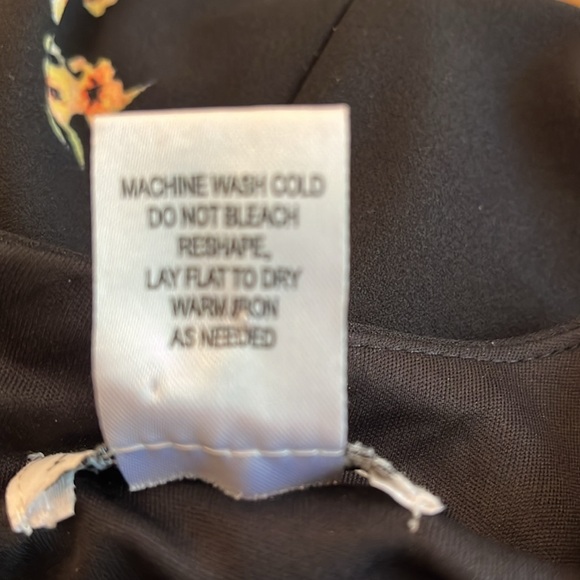 MACHINE WASH COLD
DO NOT BLEACH
RESHAPE,
LAY FLAT TO DRY
WARM IRON
AS NEEDED